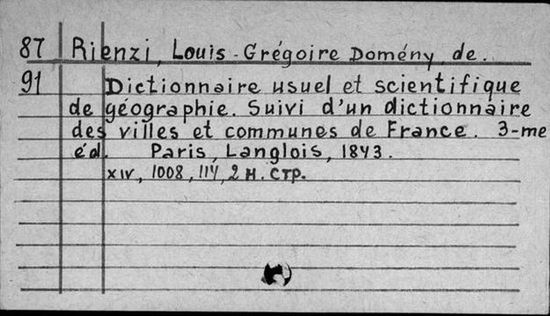 87 Rienzi, Louis-Grégoire Domény de.
91 Dictionnaire usuel et scientifique
de géographie. Suivi d'un dictionnaire
des villes et communes de France. 3-me
éd. Paris, Langlois, 1843.
XIV, 1008, 114, 2 н. стр.